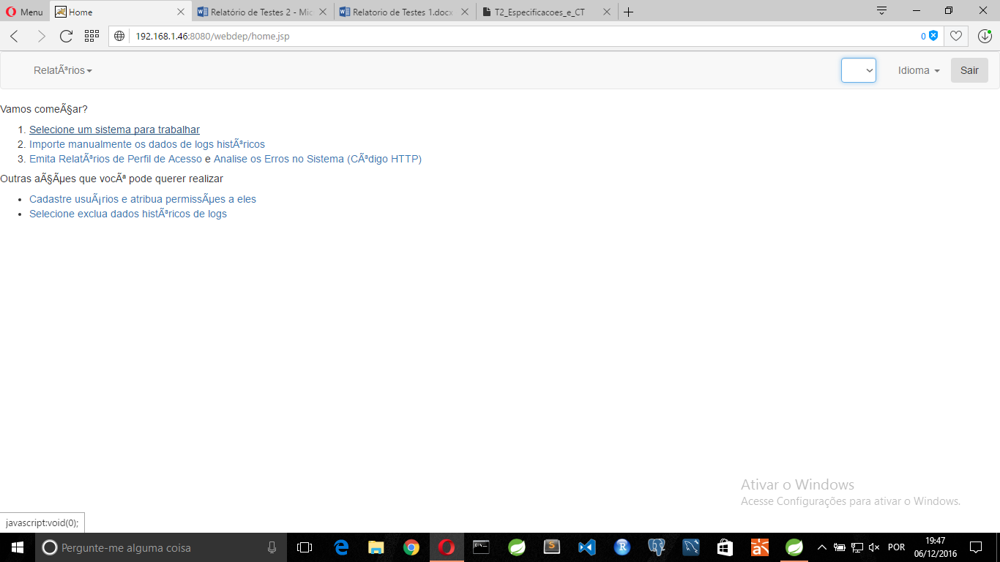 Menu
Home
Relatório de Testes 2 - Mic
Relatorio de Testes 1.docx
T2_Especificacoes_e_CT
192.168.1.46:8080/webdep/home.jsp
0
RelatÃ³rios
Idioma
Sair
Vamos comeÃ§ar?
1. Selecione um sistema para trabalhar
2. Importe manualmente os dados de logs histÃ³ricos
3. Emita RelatÃ³rios de Perfil de Acesso e Analise os Erros no Sistema (CÃ³digo HTTP)
Outras aÃ§Ãµes que vocÃª pode querer realizar
• Cadastre usuÃ¡rios e atribua permissÃµes a eles
• Selecione exclua dados histÃ³ricos de logs
Ativar o Windows
Acesse Configurações para ativar o Windows.
javascript:void(0);
Pergunte-me alguma coisa
POR
19:47
06/12/2016